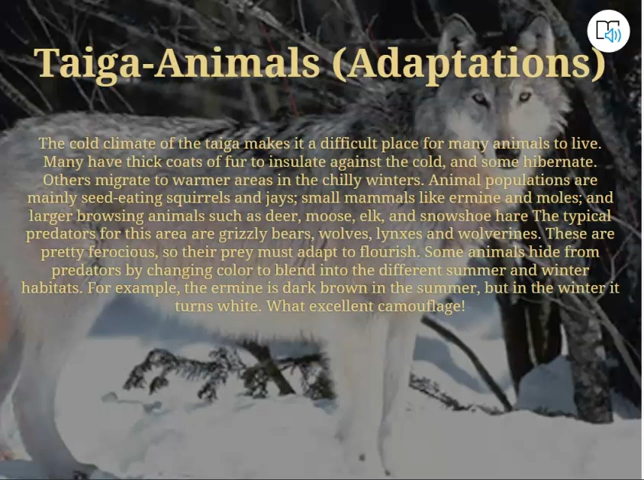 Taiga-Animals (Adaptations)
The cold climate of the taiga makes it a difficult place for many animals to live.
Many have thick coats of fur to insulate against the cold, and some hibernate.
Others migrate to warmer areas in the chilly winters. Animal populations are
mainly seed-eating squirrels and jays; small mammals like ermine and moles; and
larger browsing animals such as deer, moose, elk, and snowshoe hare The typical
predators for this area are grizzly bears, wolves, lynxes and wolverines. These are
pretty ferocious, so their prey must adapt to flourish. Some animals hide from
predators by changing color to blend into the different summer and winter
habitats. For example, the ermine is dark brown in the summer, but in the winter it
turns white. What excellent camouflage!